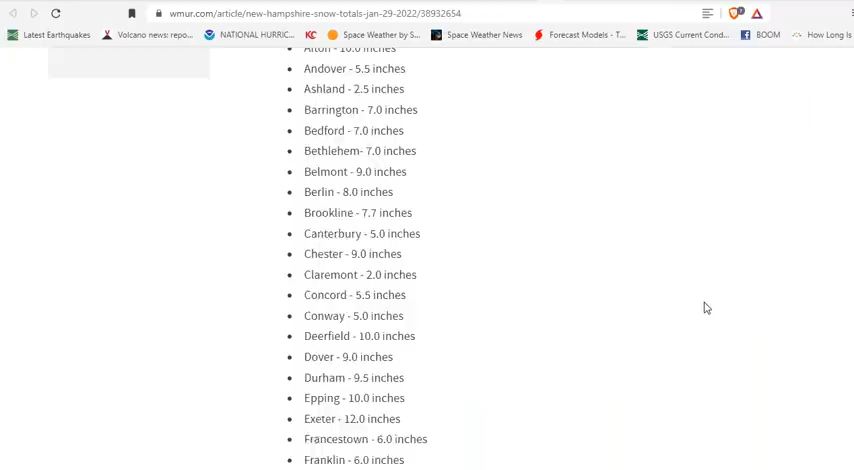 wmur.com/article/new-hampshire-snow-totals-jan-29-2022/38932654
Latest Earthquakes Volcano news: repo... NATIONAL HURRIC... KC Space Weather by S... Space Weather News Forecast Models - T... USGS Current Cond... BOOM How Long Is
Alton - 10.0 inches
Andover - 5.5 inches
Ashland - 2.5 inches
Barrington - 7.0 inches
Bedford - 7.0 inches
Bethlehem- 7.0 inches
Belmont - 9.0 inches
Berlin - 8.0 inches
Brookline - 7.7 inches
Canterbury - 5.0 inches
Chester - 9.0 inches
Claremont - 2.0 inches
Concord - 5.5 inches
Conway - 5.0 inches
Deerfield - 10.0 inches
Dover - 9.0 inches
Durham - 9.5 inches
Epping - 10.0 inches
Exeter - 12.0 inches
Francestown - 6.0 inches
Franklin - 6.0 inches